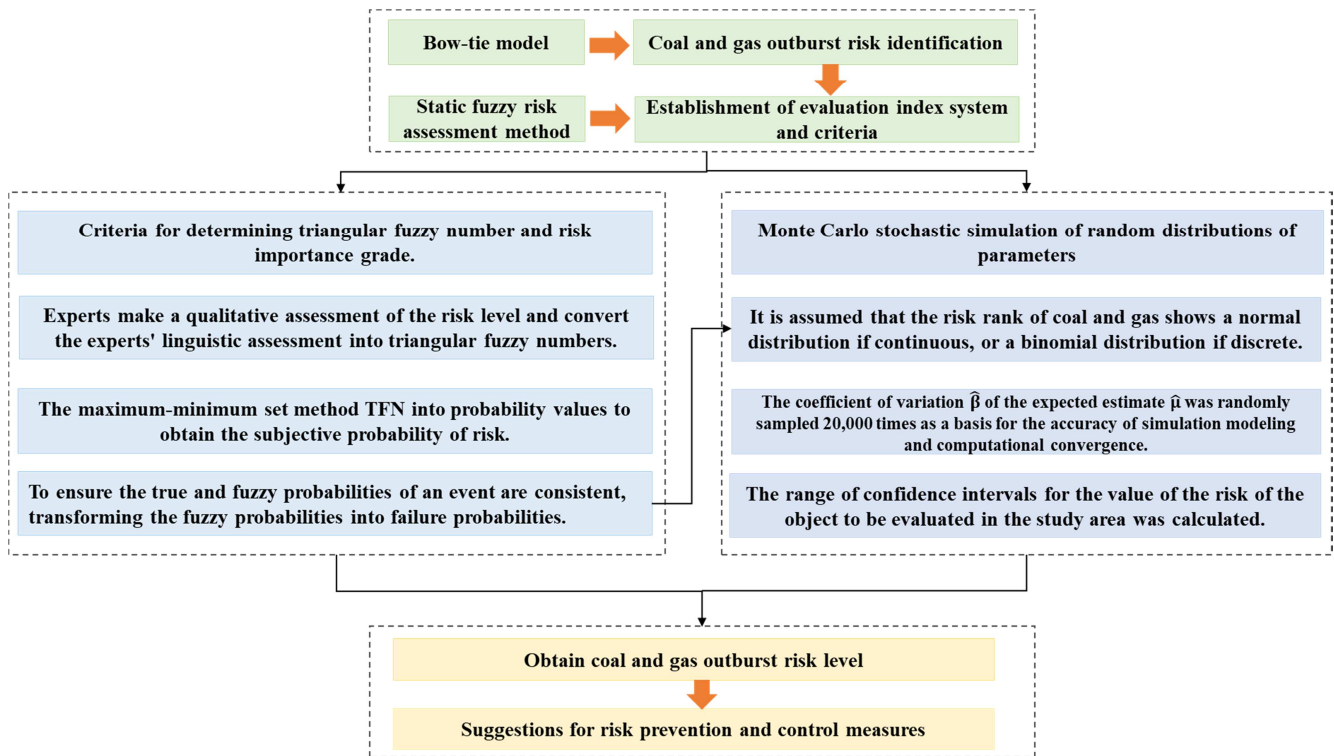 Bow-tie model
Coal and gas outburst risk identification
Static fuzzy risk
assessment method
Establishment of evaluation index system
and criteria
Criteria for determining triangular fuzzy number and risk
importance grade.
Experts make a qualitative assessment of the risk level and convert
the experts' linguistic assessment into triangular fuzzy numbers.
The maximum-minimum set method TFN into probability values to
obtain the subjective probability of risk.
To ensure the true and fuzzy probabilities of an event are consistent,
transforming the fuzzy probabilities into failure probabilities.
Monte Carlo stochastic simulation of random distributions of
parameters
It is assumed that the risk rank of coal and gas shows a normal
distribution if continuous, or a binomial distribution if discrete.
The coefficient of variation β̂ of the expected estimate μ̂ was randomly
sampled 20,000 times as a basis for the accuracy of simulation modeling
and computational convergence.
The range of confidence intervals for the value of the risk of the
object to be evaluated in the study area was calculated.
Obtain coal and gas outburst risk level
Suggestions for risk prevention and control measures